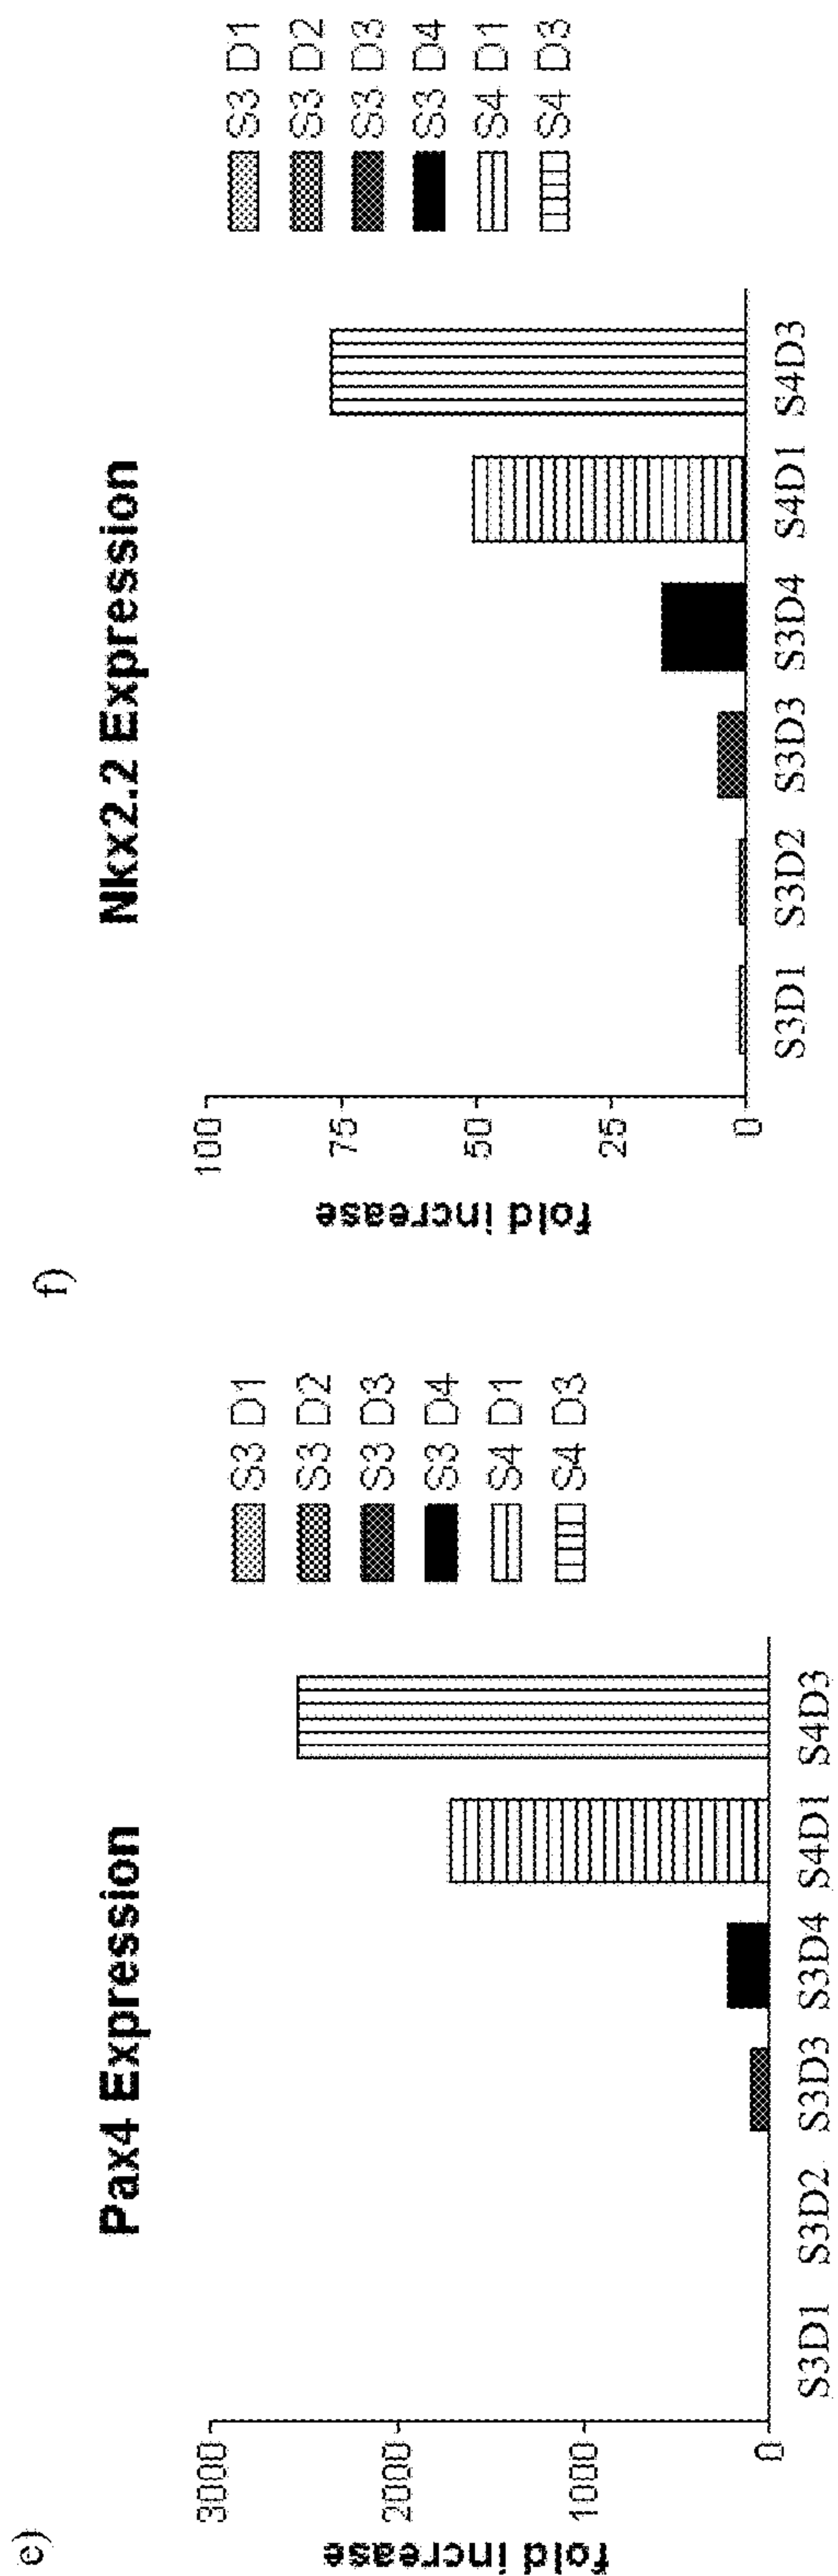 e)
Pax4 Expression
fold increase
3000
2000
1000
0
S3D1 S3D2 S3D3 S3D4 S4D1 S4D3
S3 D1
S3 D2
S3 D3
S3 D4
S4 D1
S4 D3
f)
Nkx2.2 Expression
fold increase
100
75
50
25
0
S3D1 S3D2 S3D3 S3D4 S4D1 S4D3
S3 D1
S3 D2
S3 D3
S3 D4
S4 D1
S4 D3